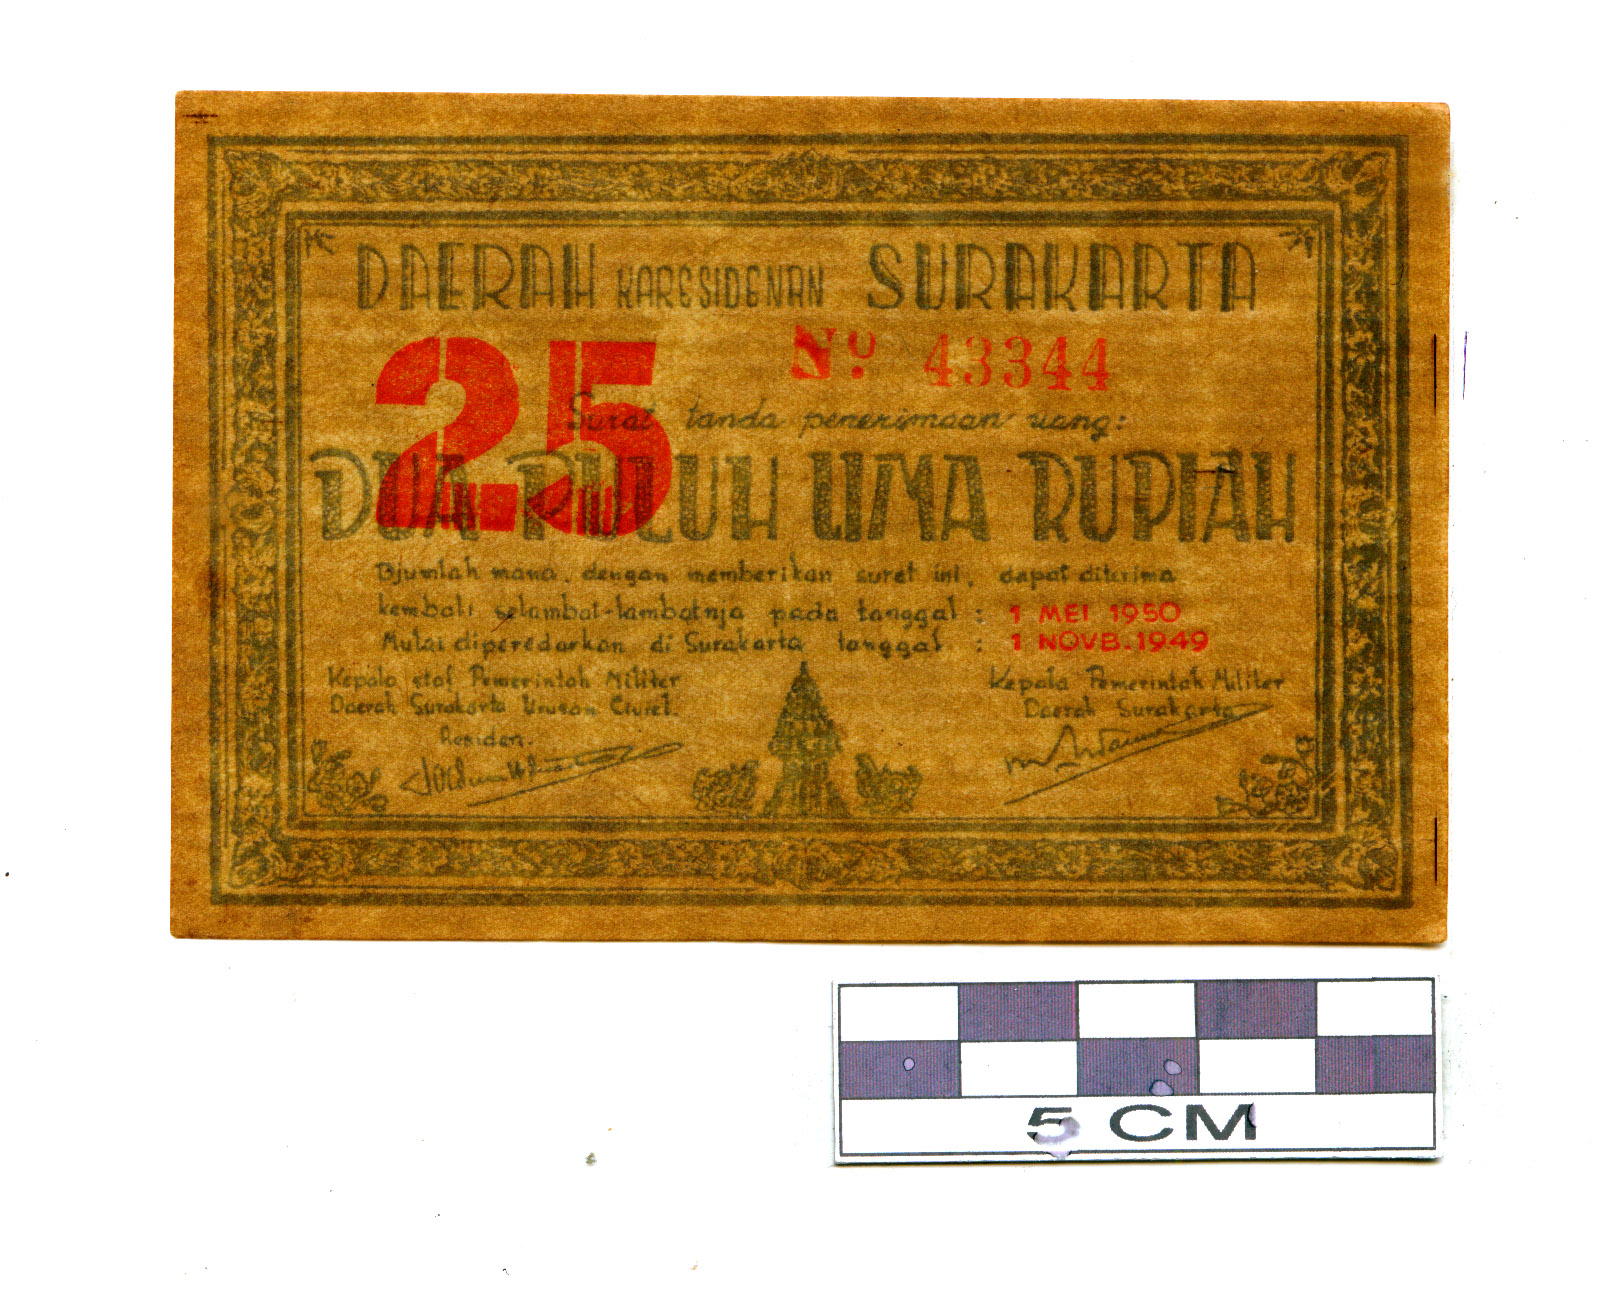 DAERAH KARESIDENAN SURAKARTA
25
No. 43344
Surat tanda penerimaan uang:
DUA PULUH LIMA RUPIAH
Djumlah mana, dengan memberikan surat ini, dapat diterima
kembali selambat-lambatnja pada tanggal : 1 MEI 1950
Mulai diperedarkan di Surakarta tanggal : 1 NOVB.1949
Kepala staf Pemerintah Militer
Daerah Surakarta Urusan Civiel.
Residen.
Kepala Pemerintah Militer
Daerah Surakarta
5 CM